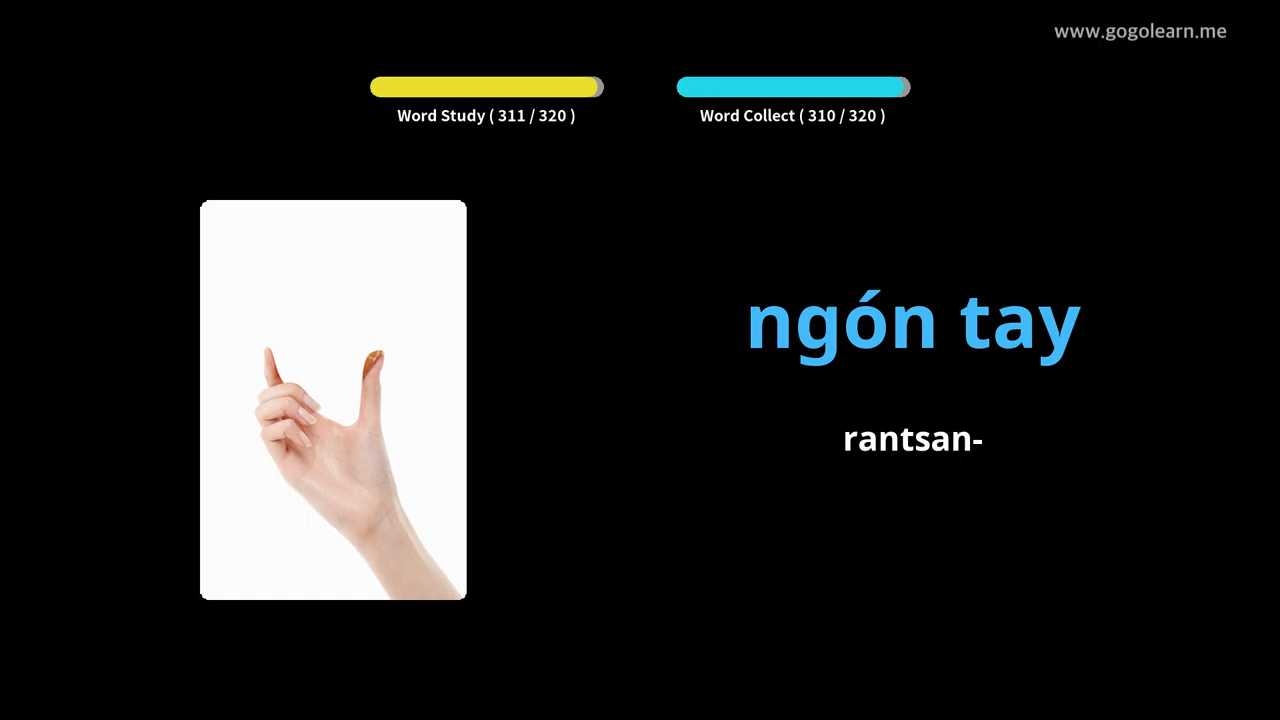 www.gogolearn.me
Word Study ( 311 / 320 )
Word Collect ( 310 / 320 )
ngón tay
rantsan-